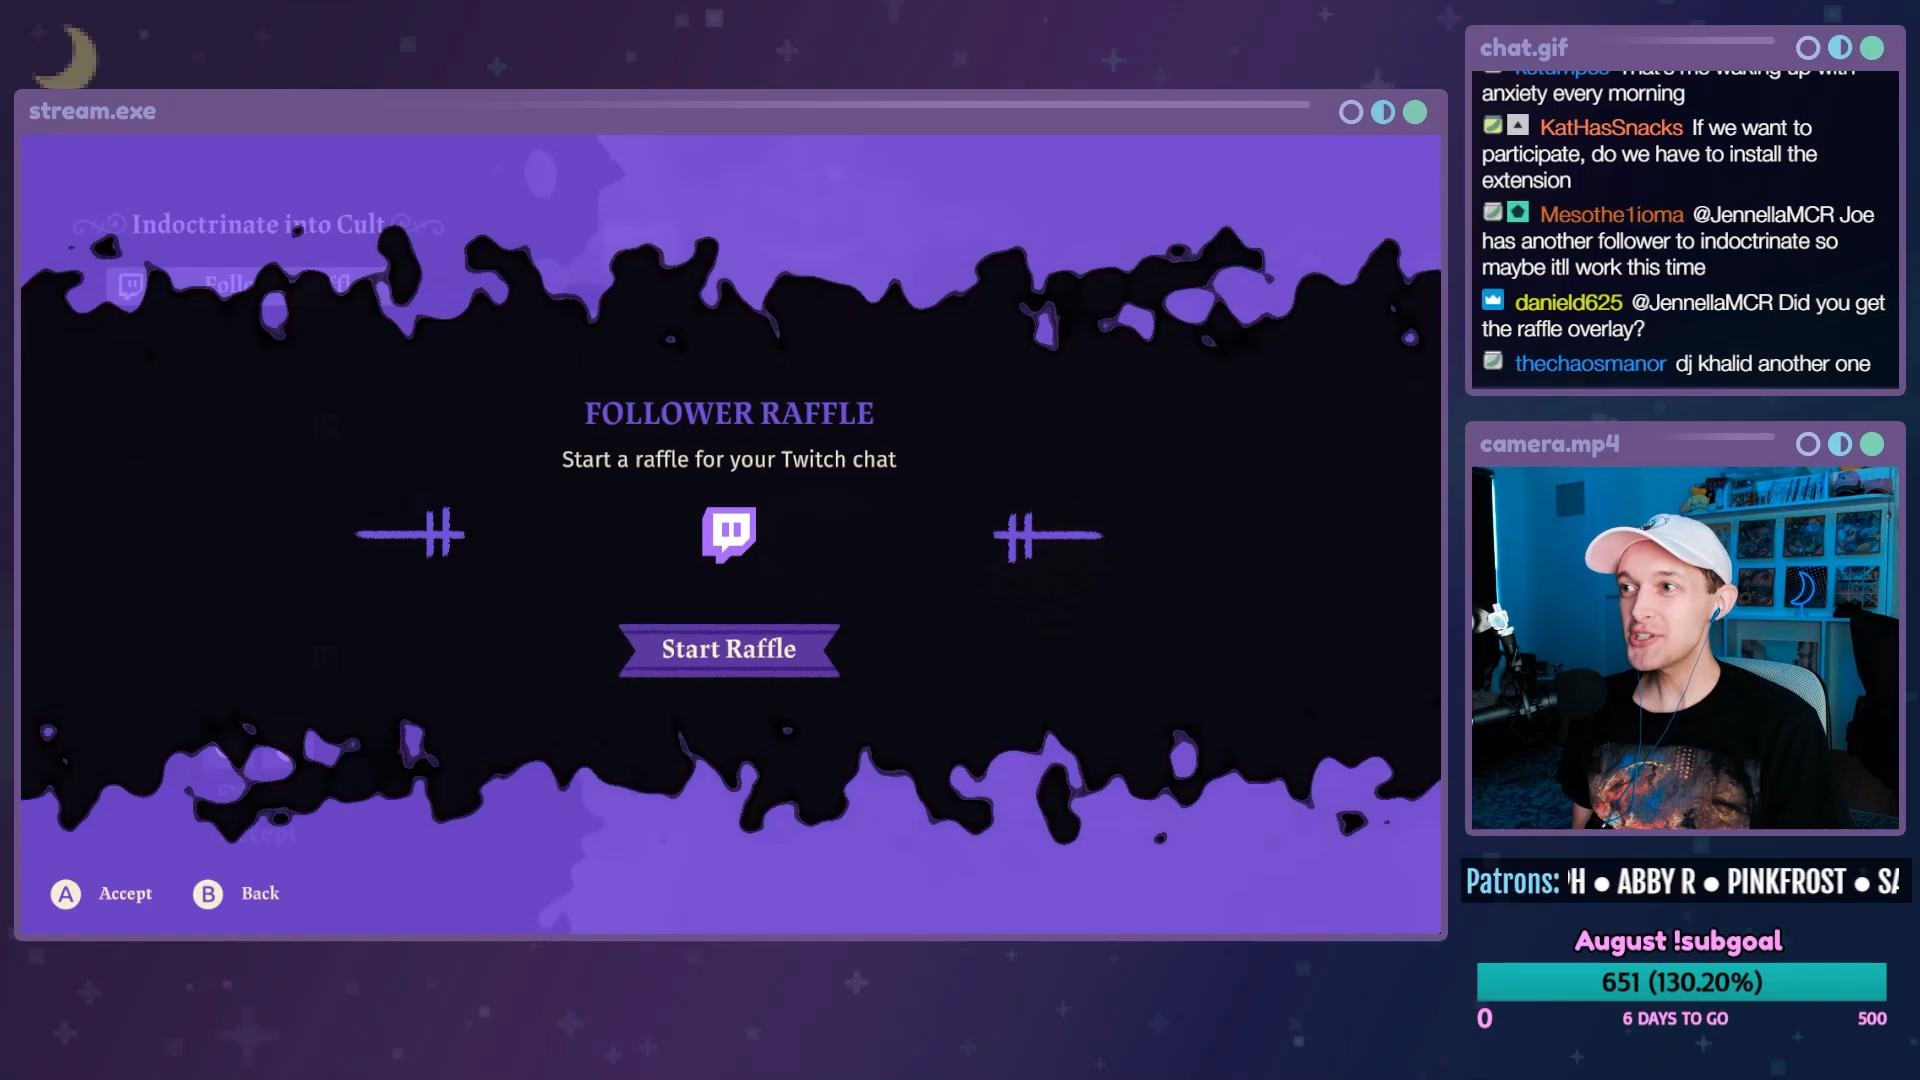 stream.exe
Indoctrinate into Cult
FOLLOWER RAFFLE
Start a raffle for your Twitch chat
Start Raffle
A Accept B Back
chat.gif
anxiety every morning
KatHasSnacks If we want to
participate, do we have to install the
extension
Mesothe1ioma @JennellaMCR Joe
has another follower to indoctrinate so
maybe itll work this time
danield625 @JennellaMCR Did you get
the raffle overlay?
thechaosmanor dj khalid another one
camera.mp4
Patrons: PH ● ABBY R ● PINKFROST ● SA
August !subgoal
651 (130.20%)
0 6 DAYS TO GO 500